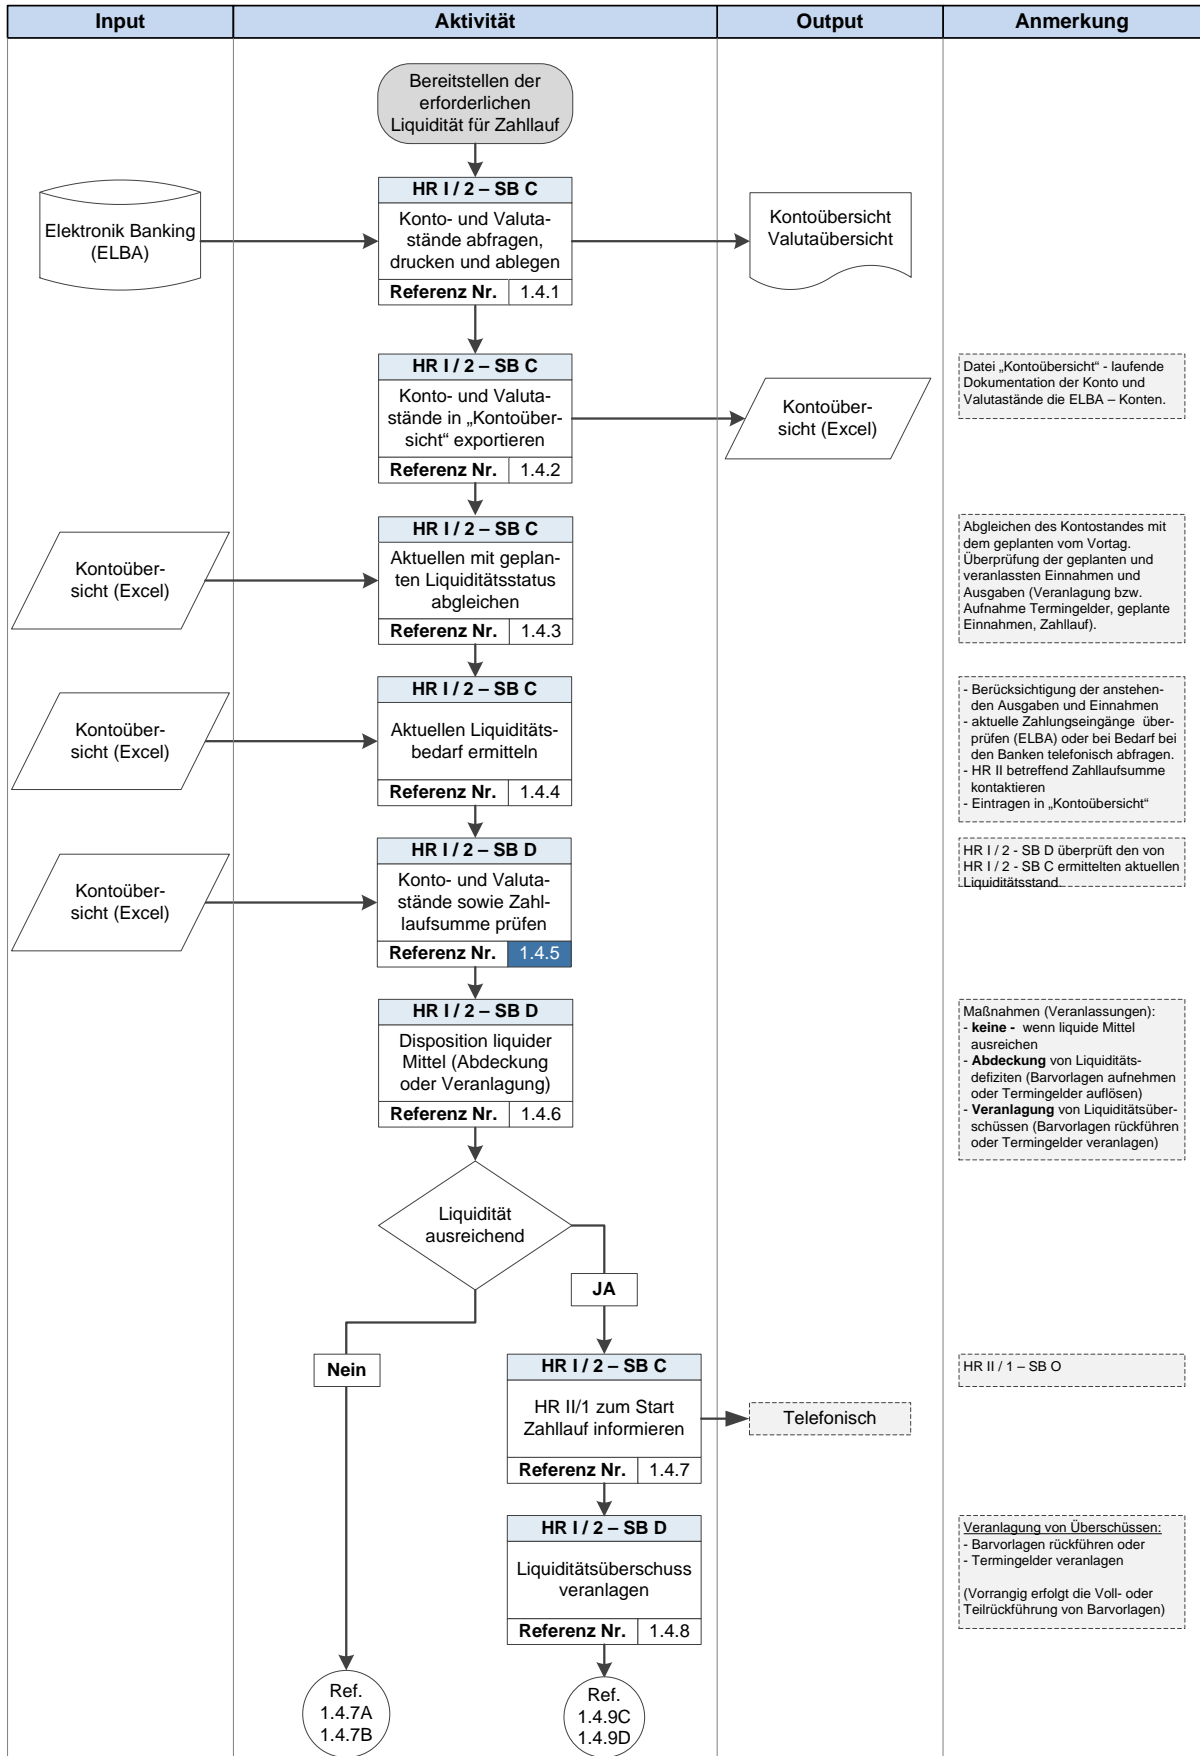 Input
Aktivität
Output
Anmerkung
Bereitstellen der
erforderlichen
Liquidität für Zahllauf
HR I / 2 – SB C
Elektronik Banking
(ELBA)
Konto- und Valuta-
stände abfragen,
drucken und ablegen
Kontoübersicht
Valutaübersicht
Referenz Nr.
1.4.1
HR I / 2 – SB C
Konto- und Valuta-
stände in „Kontoüber-
sicht“ exportieren
Kontoüber-
sicht (Excel)
Datei „Kontoübersicht“ - laufende
Dokumentation der Konto und
Valutastände die ELBA – Konten.
Referenz Nr.
1.4.2
HR I / 2 – SB C
Kontoüber-
sicht (Excel)
Aktuellen mit geplan-
ten Liquiditätsstatus
abgleichen
Abgleichen des Kontostandes mit
dem geplanten vom Vortag.
Überprüfung der geplanten und
veranlassten Einnahmen und
Ausgaben (Veranlagung bzw.
Aufnahme Termingelder, geplante
Einnahmen, Zahllauf).
Referenz Nr.
1.4.3
HR I / 2 – SB C
Kontoüber-
sicht (Excel)
Aktuellen Liquiditäts-
bedarf ermitteln
- Berücksichtigung der anstehen-
den Ausgaben und Einnahmen
- aktuelle Zahlungseingänge über-
prüfen (ELBA) oder bei Bedarf bei
den Banken telefonisch abfragen.
- HR II betreffend Zahllaufsumme
kontaktieren
- Eintragen in „Kontoübersicht“
Referenz Nr.
1.4.4
HR I / 2 – SB D
Kontoüber-
sicht (Excel)
Konto- und Valuta-
stände sowie Zahl-
laufsumme prüfen
HR I / 2 - SB D überprüft den von
HR I / 2 - SB C ermittelten aktuellen
Liquiditätsstand.
Referenz Nr.
1.4.5
HR I / 2 – SB D
Disposition liquider
Mittel (Abdeckung
oder Veranlagung)
Maßnahmen (Veranlassungen):
- keine - wenn liquide Mittel
ausreichen
- Abdeckung von Liquiditäts-
defiziten (Barvorlagen aufnehmen
oder Termingelder auflösen)
- Veranlagung von Liquiditätsüber-
schüssen (Barvorlagen rückführen
oder Termingelder veranlagen)
Referenz Nr.
1.4.6
Liquidität
ausreichend
JA
Nein
HR I / 2 – SB C
HR II/1 zum Start
Zahllauf informieren
Telefonisch
HR II / 1 – SB O
Referenz Nr.
1.4.7
HR I / 2 – SB D
Liquiditätsüberschuss
veranlagen
Veranlagung von Überschüssen:
- Barvorlagen rückführen oder
- Termingelder veranlagen
(Vorrangig erfolgt die Voll- oder
Teilrückführung von Barvorlagen)
Referenz Nr.
1.4.8
Ref.
1.4.7A
1.4.7B
Ref.
1.4.9C
1.4.9D